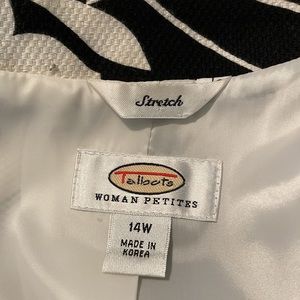 Stretch
Talbots
WOMAN PETITES
14W
MADE IN
KOREA